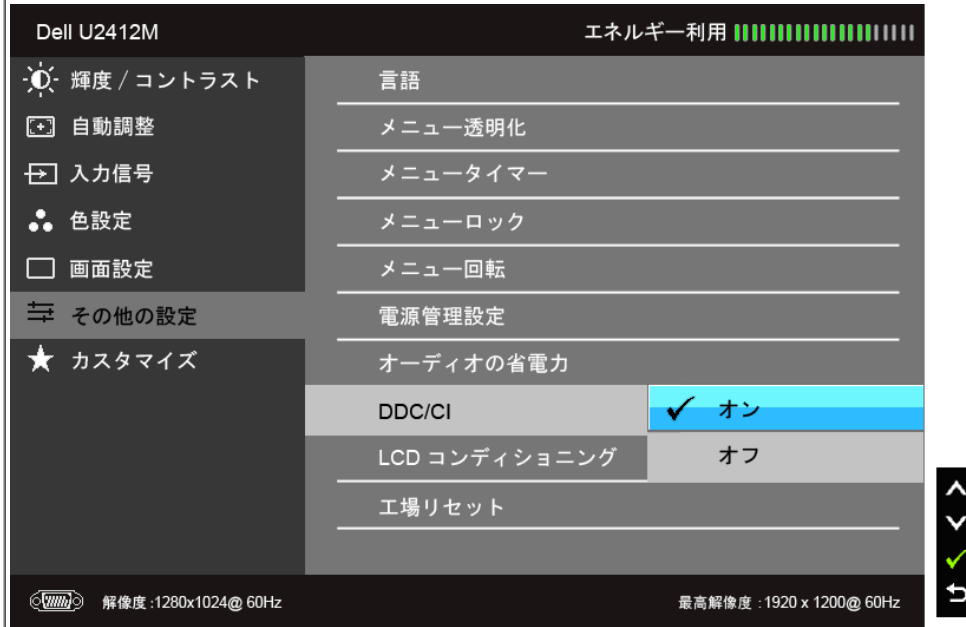 Dell U2412M
エネルギー利用
輝度 / コントラスト
自動調整
入力信号
色設定
画面設定
その他の設定
カスタマイズ
言語
メニュー透明化
メニュータイマー
メニューロック
メニュー回転
電源管理設定
オーディオの省電力
DDC/CI
オン
オフ
LCD コンディショニング
工場リセット
解像度 :1280x1024@ 60Hz
最高解像度 : 1920 x 1200@ 60Hz